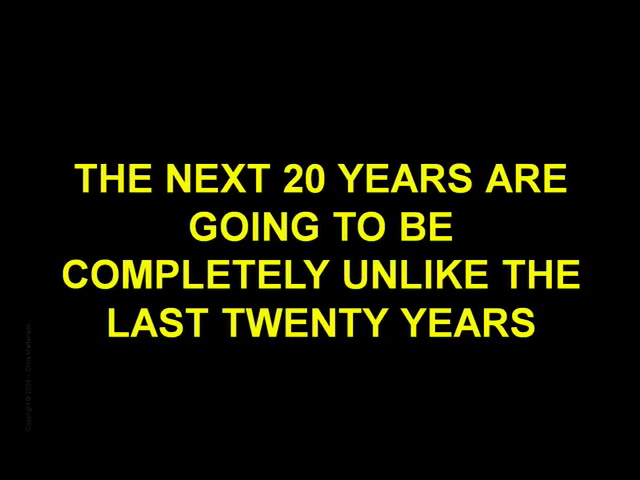 THE NEXT 20 YEARS ARE
GOING TO BE
COMPLETELY UNLIKE THE
LAST TWENTY YEARS